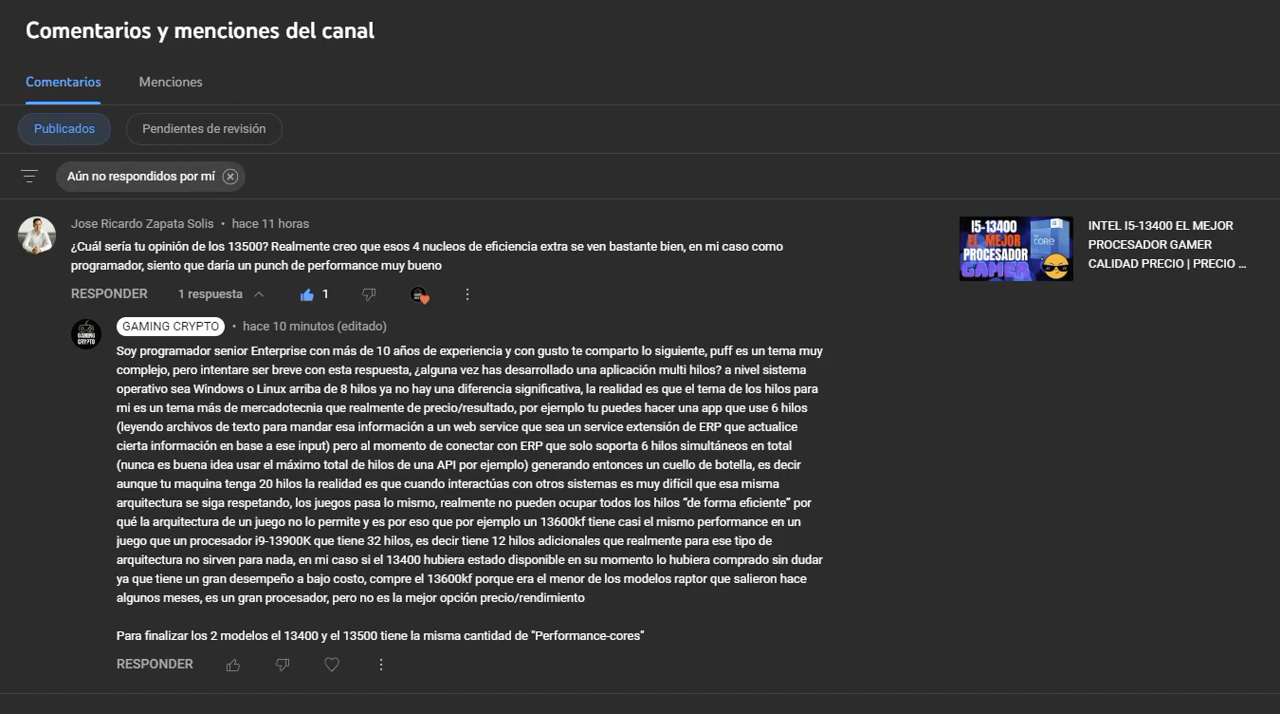 Comentarios y menciones del canal
Comentarios
Menciones
Publicados
Pendientes de revisión
Aún no respondidos por mí
Jose Ricardo Zapata Solis • hace 11 horas
¿Cuál sería tu opinión de los 13500? Realmente creo que esos 4 nucleos de eficiencia extra se ven bastante bien, en mi caso como
programador, siento que daría un punch de performance muy bueno
RESPONDER
1 respuesta
1
I5-13400
EL MEJOR
PROCESADOR
GAMER
CORE
INTEL I5-13400 EL MEJOR
PROCESADOR GAMER
CALIDAD PRECIO | PRECIO ...
GAMING
CRYPTO
GAMING CRYPTO • hace 10 minutos (editado)
Soy programador senior Enterprise con más de 10 años de experiencia y con gusto te comparto lo siguiente, puff es un tema muy
complejo, pero intentare ser breve con esta respuesta, ¿alguna vez has desarrollado una aplicación multi hilos? a nivel sistema
operativo sea Windows o Linux arriba de 8 hilos ya no hay una diferencia significativa, la realidad es que el tema de los hilos para
mi es un tema más de mercadotecnia que realmente de precio/resultado, por ejemplo tu puedes hacer una app que use 6 hilos
(leyendo archivos de texto para mandar esa información a un web service que sea un service extensión de ERP que actualice
cierta información en base a ese input) pero al momento de conectar con ERP que solo soporta 6 hilos simultáneos en total
(nunca es buena idea usar el máximo total de hilos de una API por ejemplo) generando entonces un cuello de botella, es decir
aunque tu maquina tenga 20 hilos la realidad es que cuando interactúas con otros sistemas es muy difícil que esa misma
arquitectura se siga respetando, los juegos pasa lo mismo, realmente no pueden ocupar todos los hilos “de forma eficiente” por
qué la arquitectura de un juego no lo permite y es por eso que por ejemplo un 13600kf tiene casi el mismo performance en un
juego que un procesador i9-13900K que tiene 32 hilos, es decir tiene 12 hilos adicionales que realmente para ese tipo de
arquitectura no sirven para nada, en mi caso si el 13400 hubiera estado disponible en su momento lo hubiera comprado sin dudar
ya que tiene un gran desempeño a bajo costo, compre el 13600kf porque era el menor de los modelos raptor que salieron hace
algunos meses, es un gran procesador, pero no es la mejor opción precio/rendimiento
Para finalizar los 2 modelos el 13400 y el 13500 tiene la misma cantidad de "Performance-cores"
RESPONDER